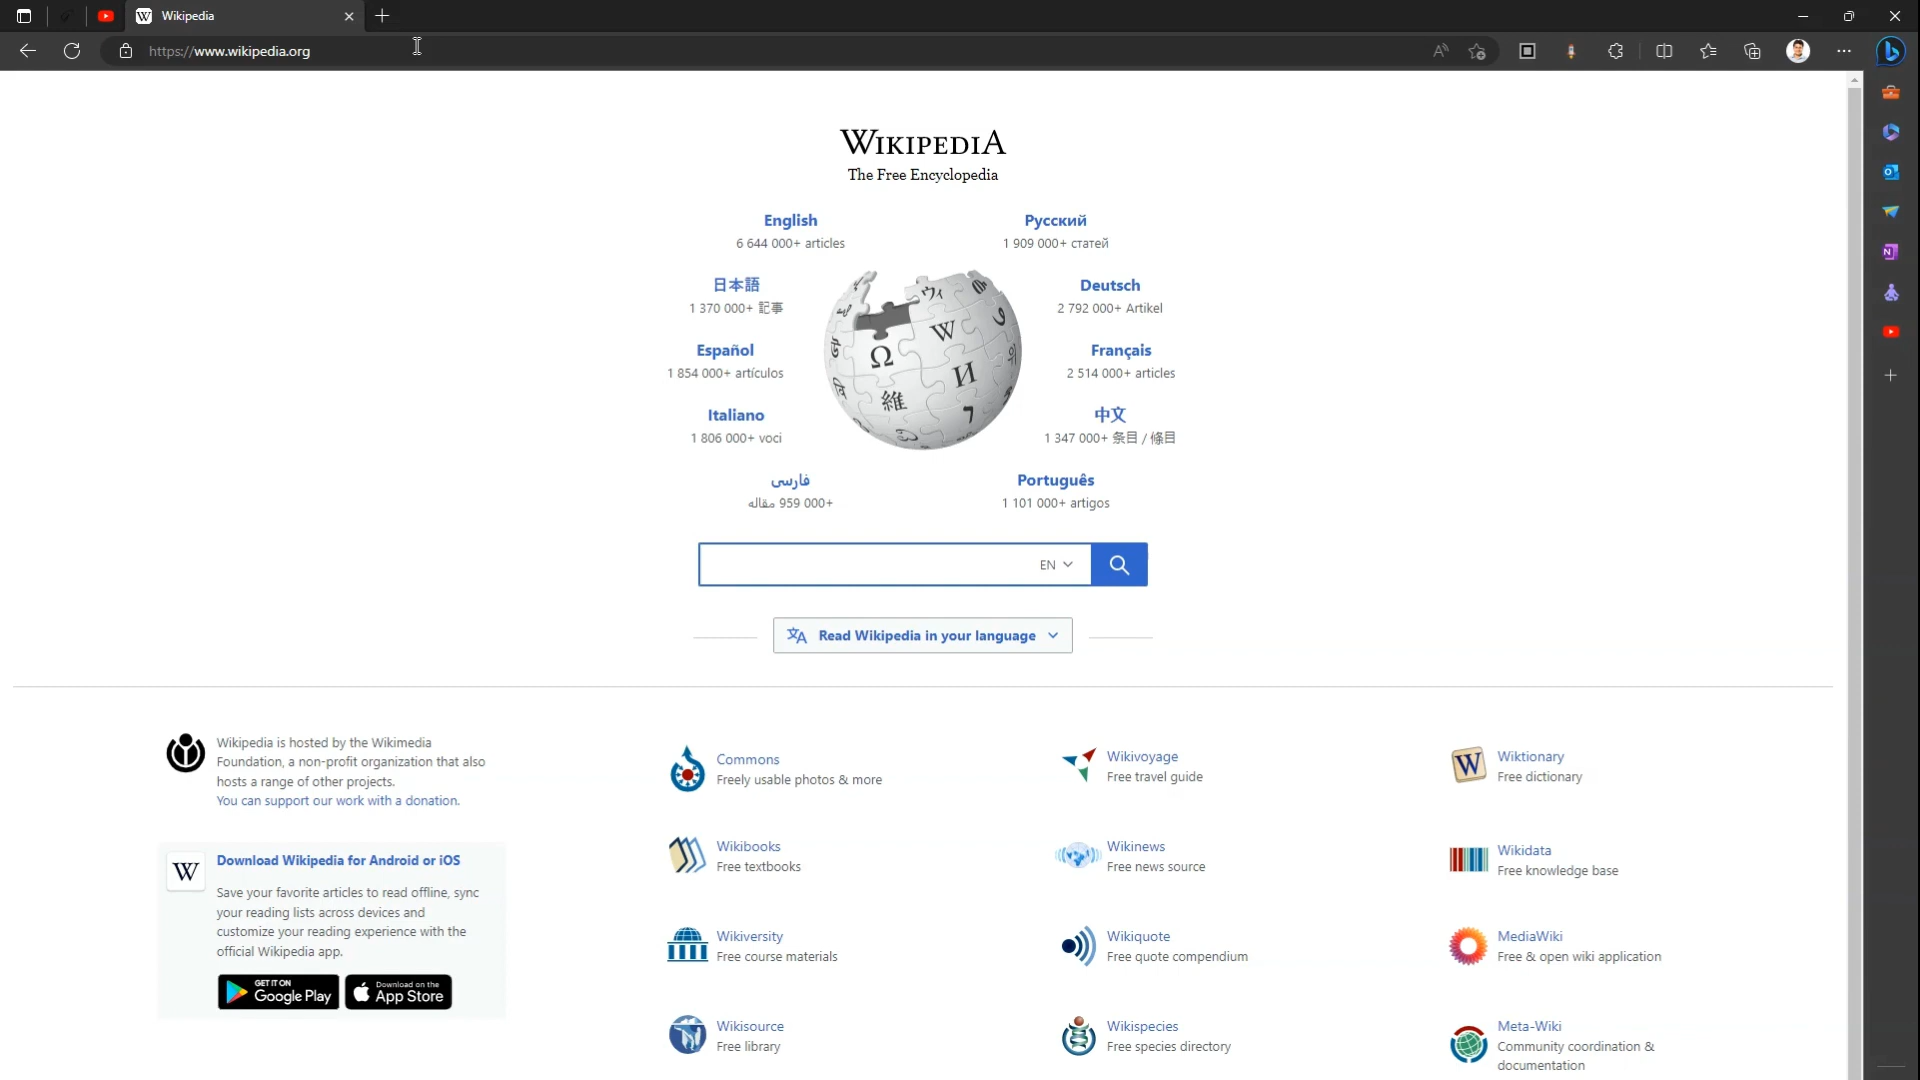 Wikipedia
https://www.wikipedia.org
WIKIPEDIA
The Free Encyclopedia
English
6 644 000+ articles
Русский
1 909 000+ статей
日本語
1 370 000+ 記事
Deutsch
2 792 000+ Artikel
Español
1 854 000+ artículos
Français
2 514 000+ articles
Italiano
1 806 000+ voci
中文
1 347 000+ 条目 / 條目
فارسی
۹۵۹ 000+ مقاله
Português
1 101 000+ artigos
EN
Read Wikipedia in your language
Wikipedia is hosted by the Wikimedia
Foundation, a non-profit organization that also
hosts a range of other projects.
You can support our work with a donation.
Download Wikipedia for Android or iOS
Save your favorite articles to read offline, sync
your reading lists across devices and
customize your reading experience with the
official Wikipedia app.
GET IT ON
Google Play
Download on the
App Store
Commons
Freely usable photos & more
Wikivoyage
Free travel guide
Wiktionary
Free dictionary
Wikibooks
Free textbooks
Wikinews
Free news source
Wikidata
Free knowledge base
Wikiversity
Free course materials
Wikiquote
Free quote compendium
MediaWiki
Free & open wiki application
Wikisource
Free library
Wikispecies
Free species directory
Meta-Wiki
Community coordination &
documentation